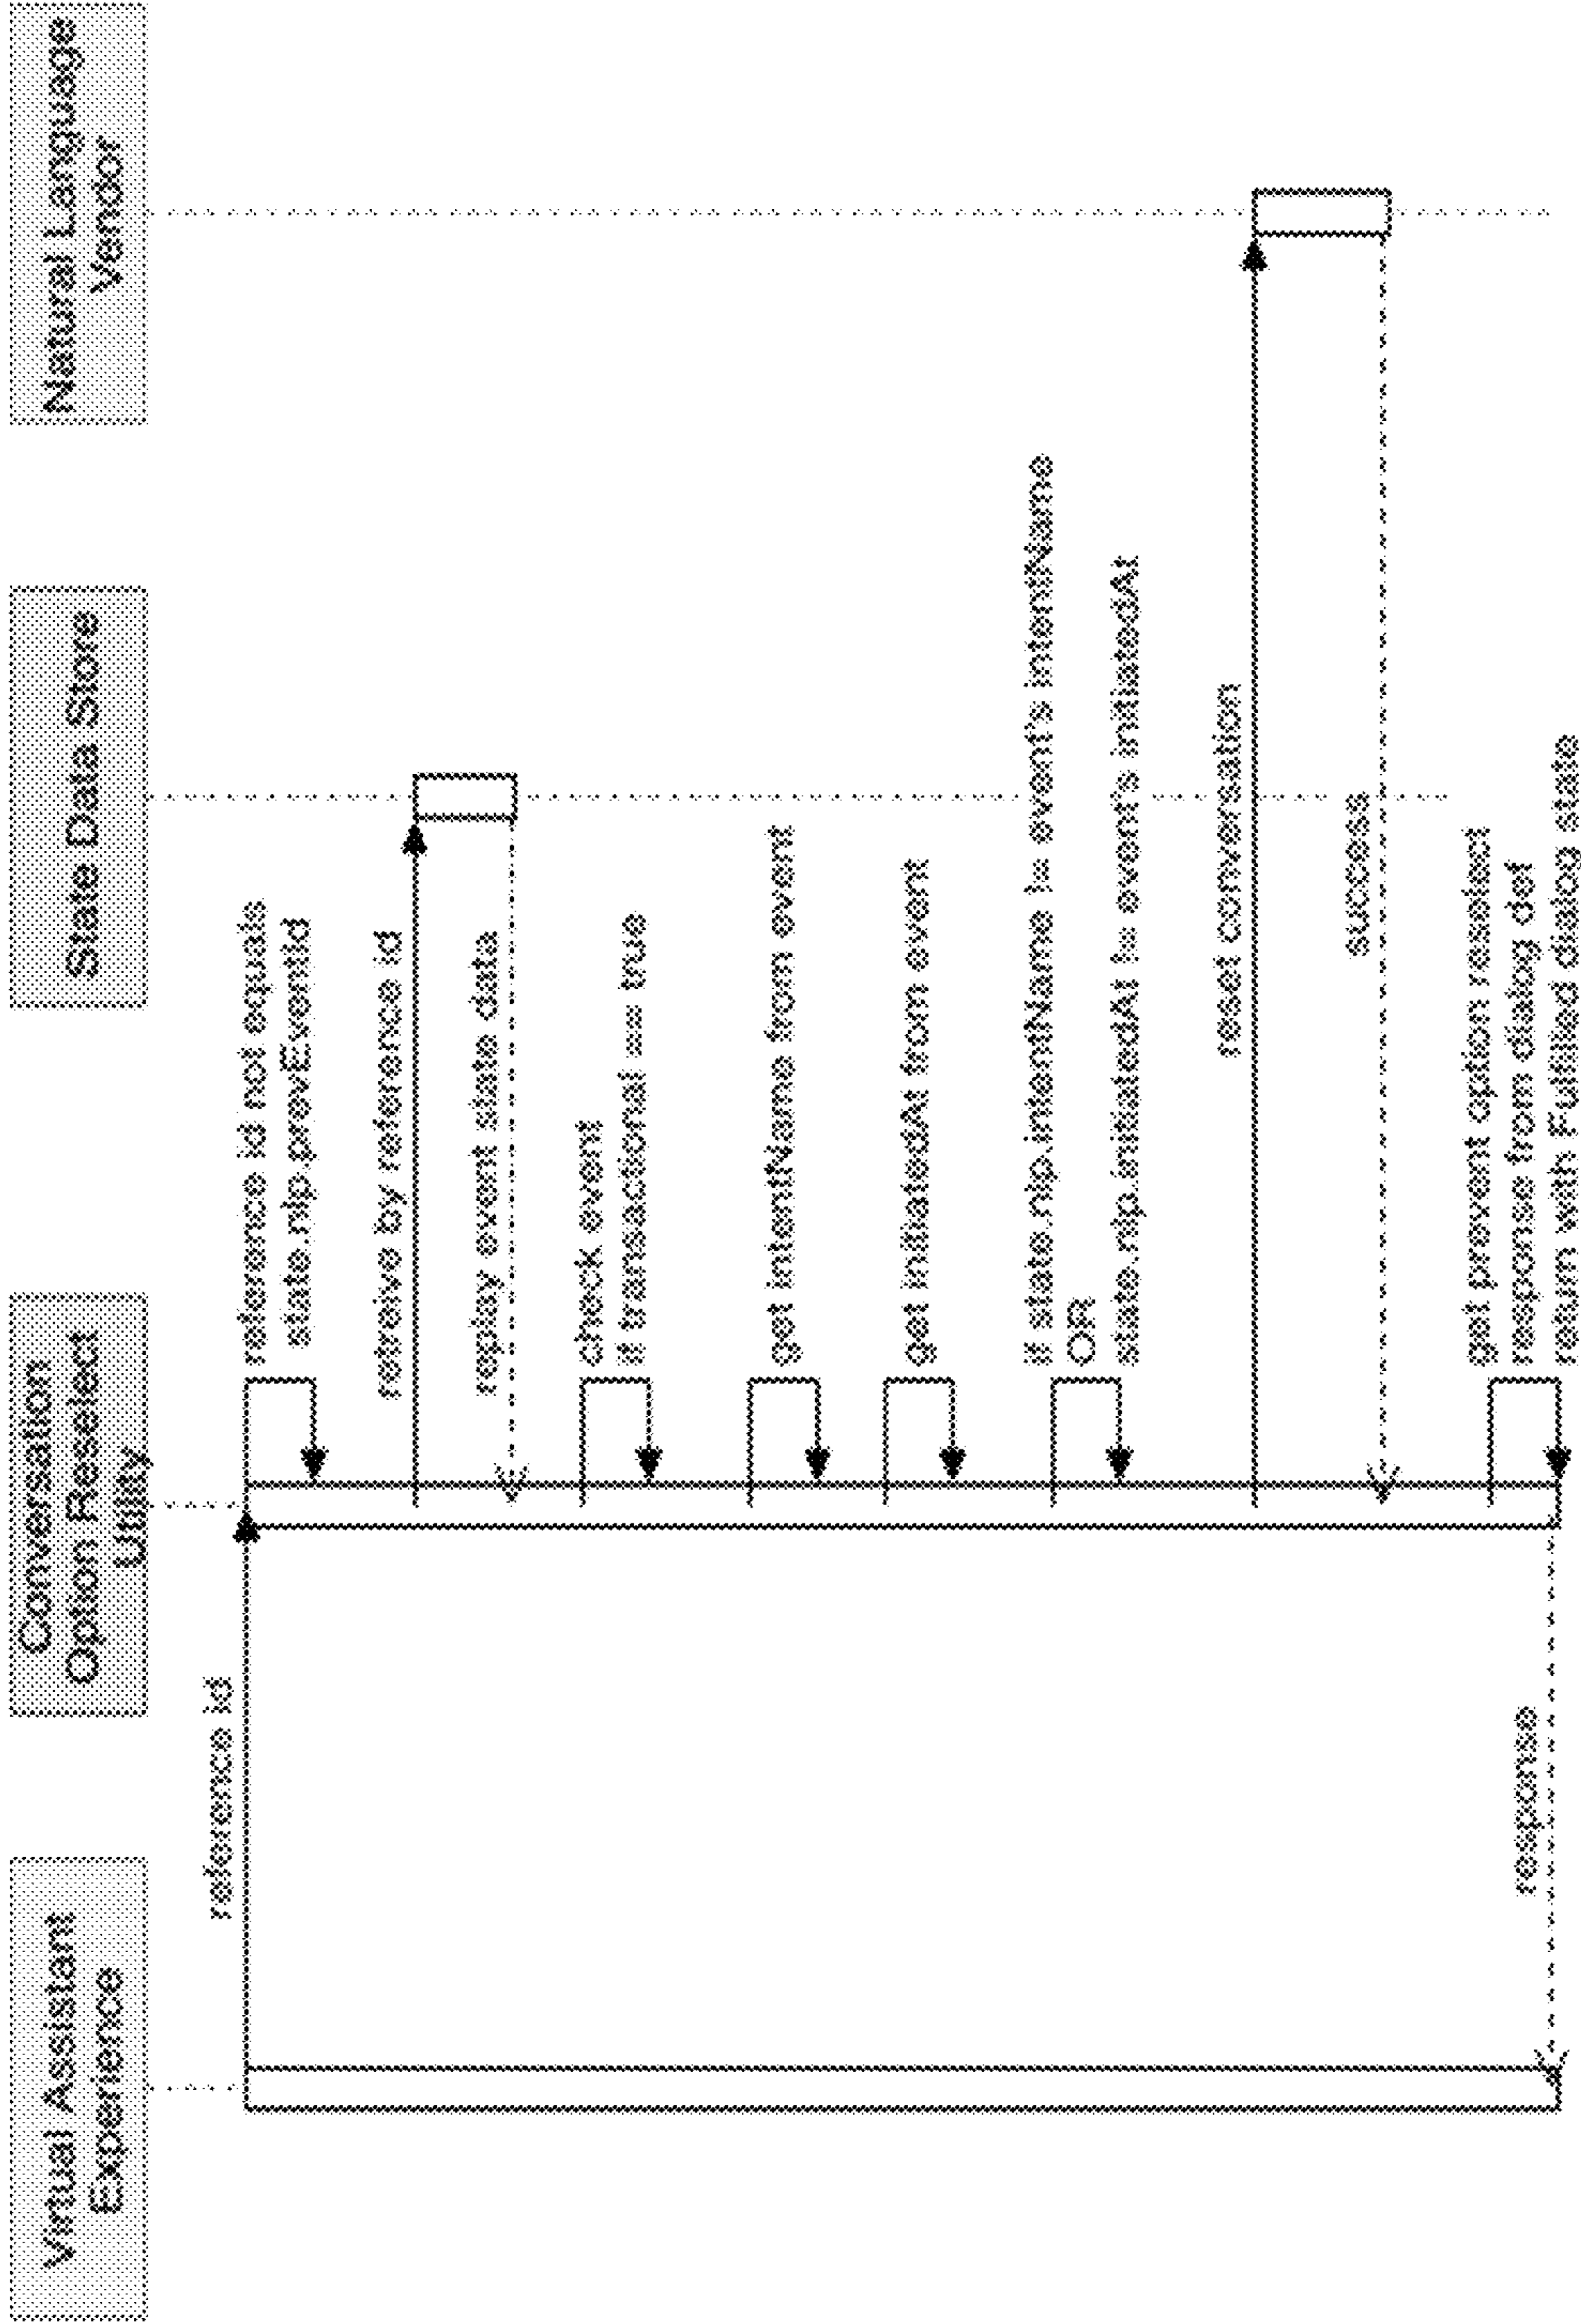 Virtual Assistant
Experience
Conversation
Option Reselect
Utility
State Data Store
Natural Language
Vendor
reference id
reference id not equals
state.nlp.prevEventId
retreive by reference id
replay event state data
check event
if transactional == true
get intentName from event
get initiatedAt from event
if state.nlp.intentName != event's intentName
OR
state.nlp.initiatedAt != event's initiatedAt
reset conversation
success
get prevent option reselect
response from dialog def
return with Fulfilled dialog state
response